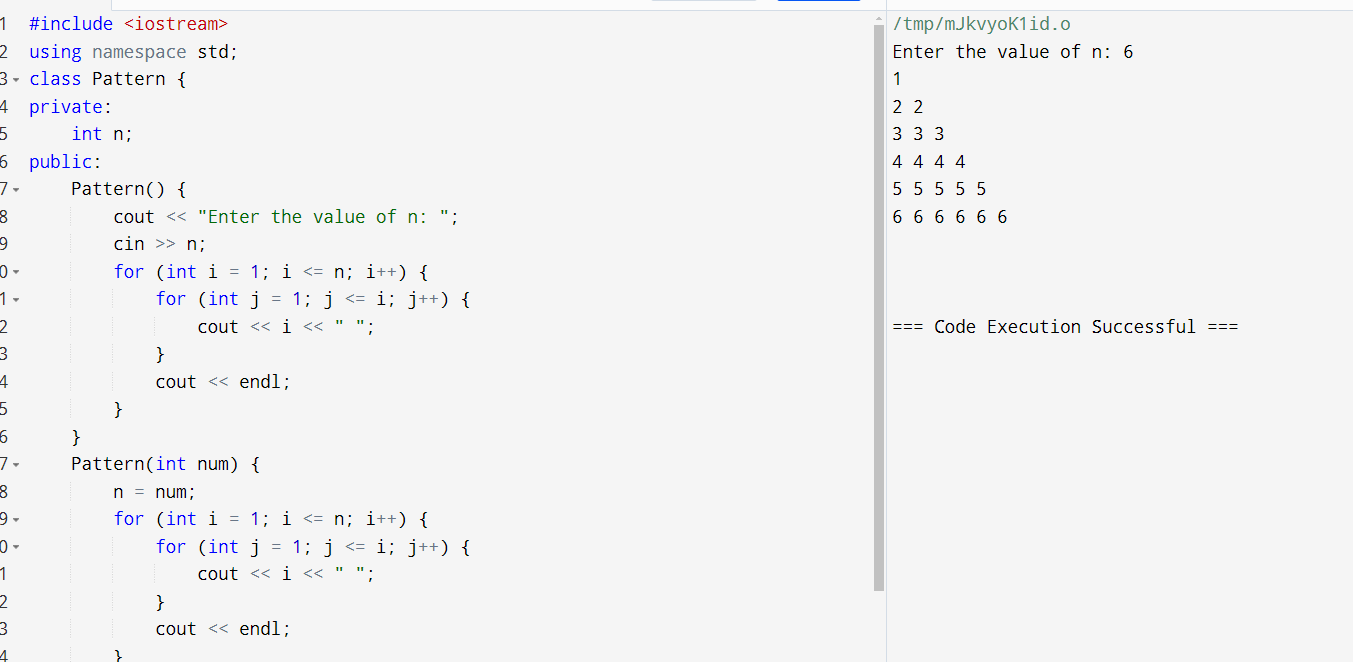 1 #include <iostream>
2 using namespace std;
3 class Pattern {
4 private:
5 int n;
6 public:
7 Pattern() {
8 cout << "Enter the value of n: ";
9 cin >> n;
0 for (int i = 1; i <= n; i++) {
1 for (int j = 1; j <= i; j++) {
2 cout << i << " ";
3 }
4 cout << endl;
5 }
6 }
7 Pattern(int num) {
8 n = num;
9 for (int i = 1; i <= n; i++) {
0 for (int j = 1; j <= i; j++) {
1 cout << i << " ";
2 }
3 cout << endl;
4 }
/tmp/mJkvyoK1id.o
Enter the value of n: 6
1
2 2
3 3 3
4 4 4 4
5 5 5 5 5
6 6 6 6 6 6
=== Code Execution Successful ===